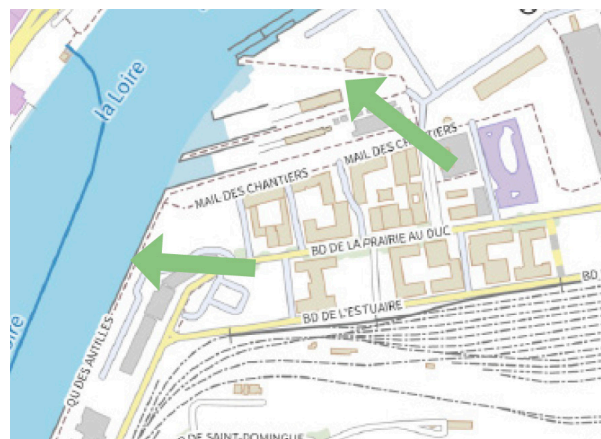 la Loire
MAIL DES CHANTIERS
MAIL DES CHANTIERS
BD DE LA PRAIRIE AU DUC
BD DE L'ESTUAIRE
BD
QU DES ANTILLES
DE SAINT-DOMINGUE